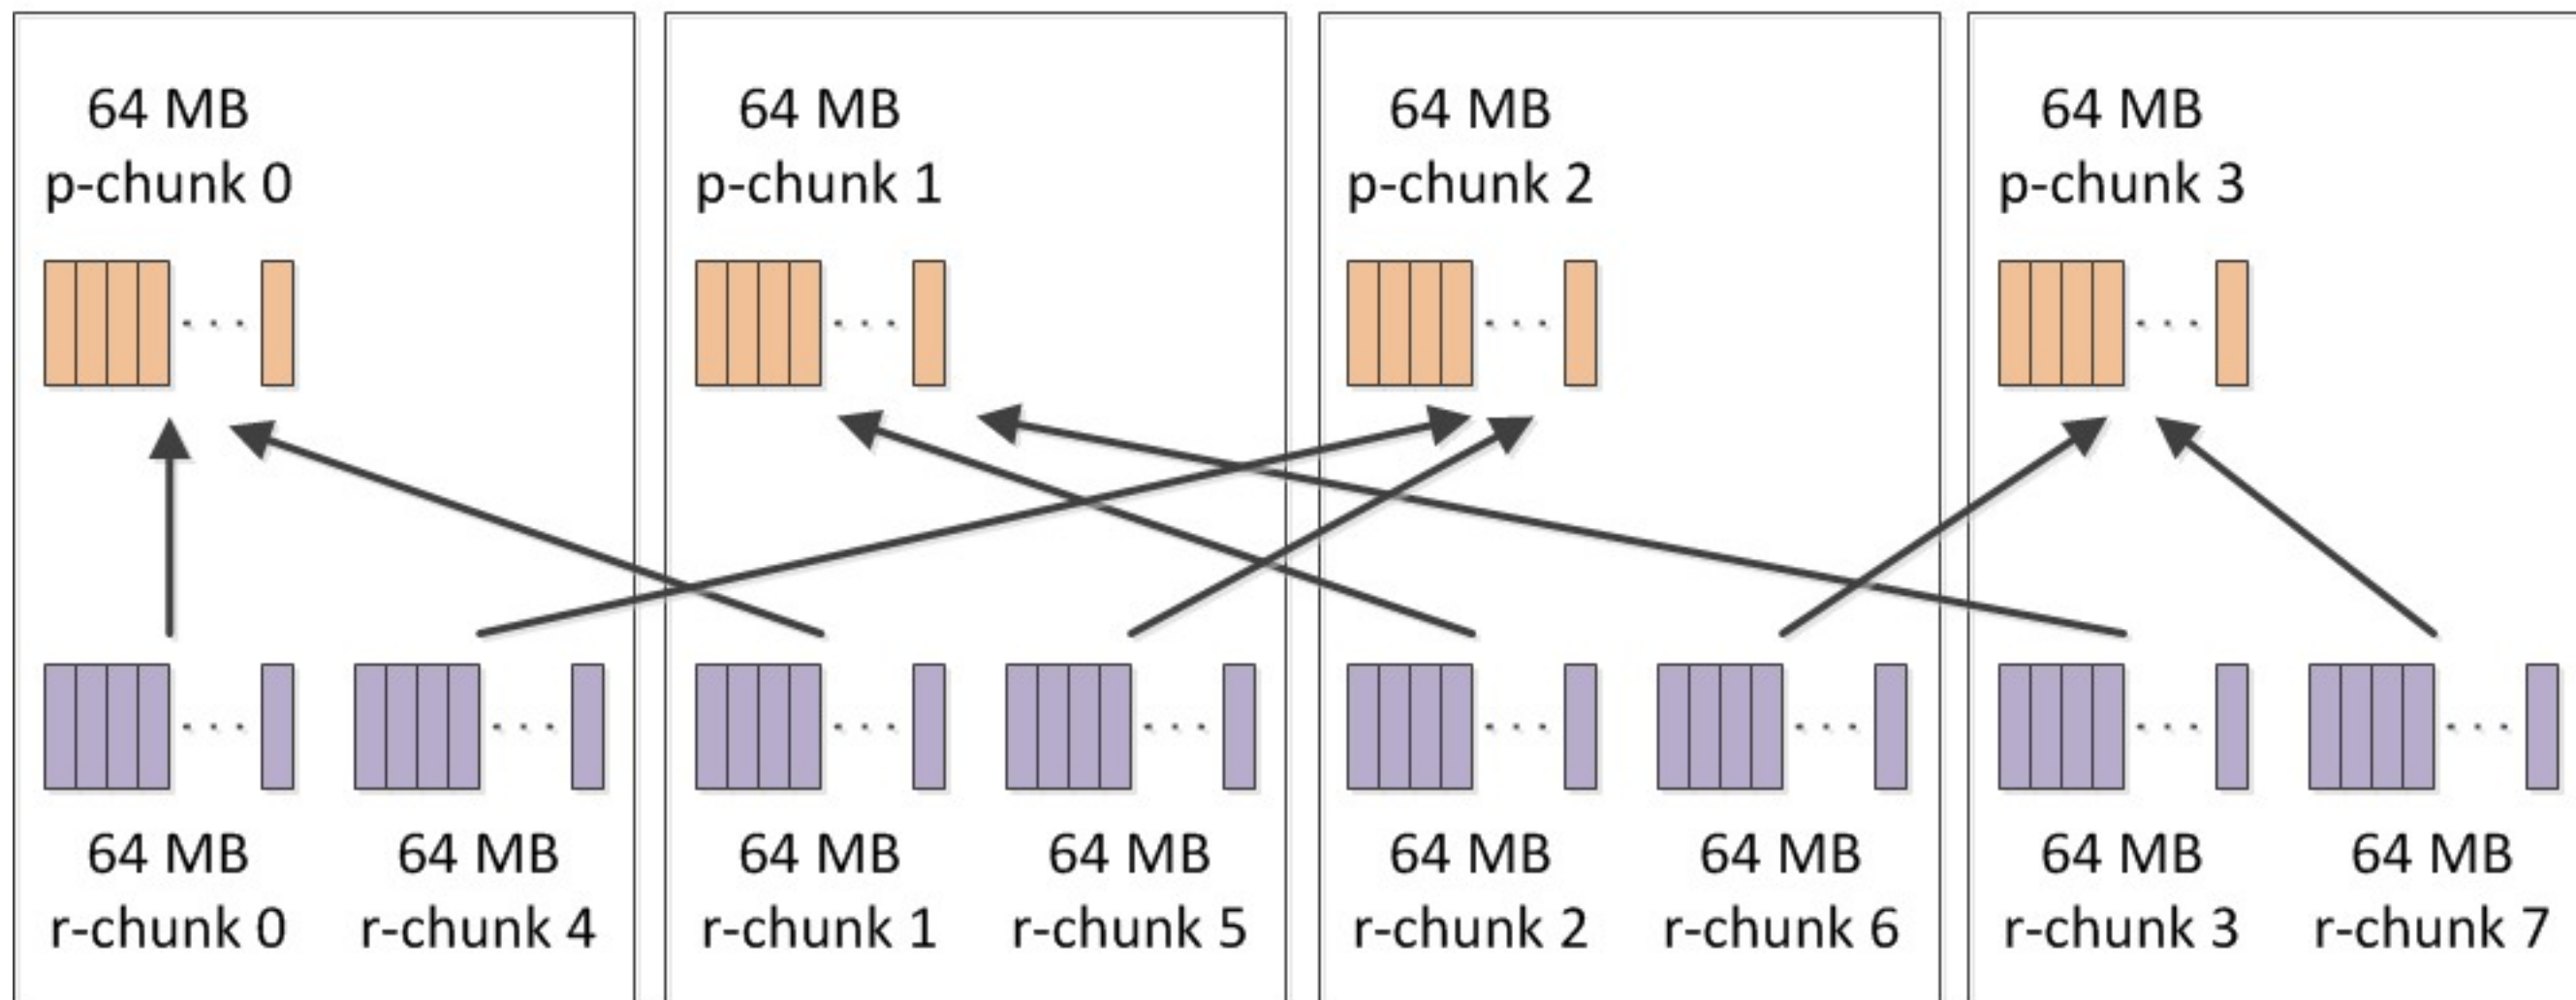 64 MB
p-chunk 0
64 MB
p-chunk 1
64 MB
p-chunk 2
64 MB
p-chunk 3
64 MB
r-chunk 0
64 MB
r-chunk 4
64 MB
r-chunk 1
64 MB
r-chunk 5
64 MB
r-chunk 2
64 MB
r-chunk 6
64 MB
r-chunk 3
64 MB
r-chunk 7